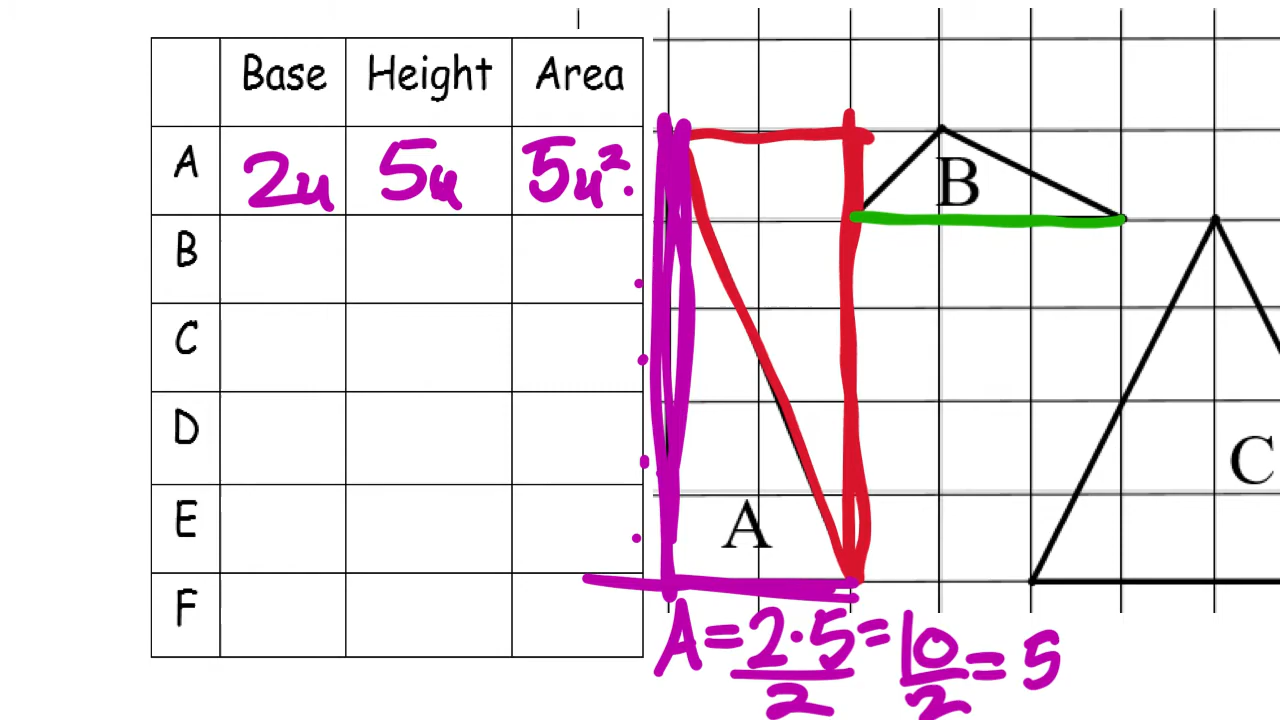 Base Height Area
A 2u 5u 5u².
B
C
D
E
F
B
C
A
A = 2·5/2 = 10/2 = 5